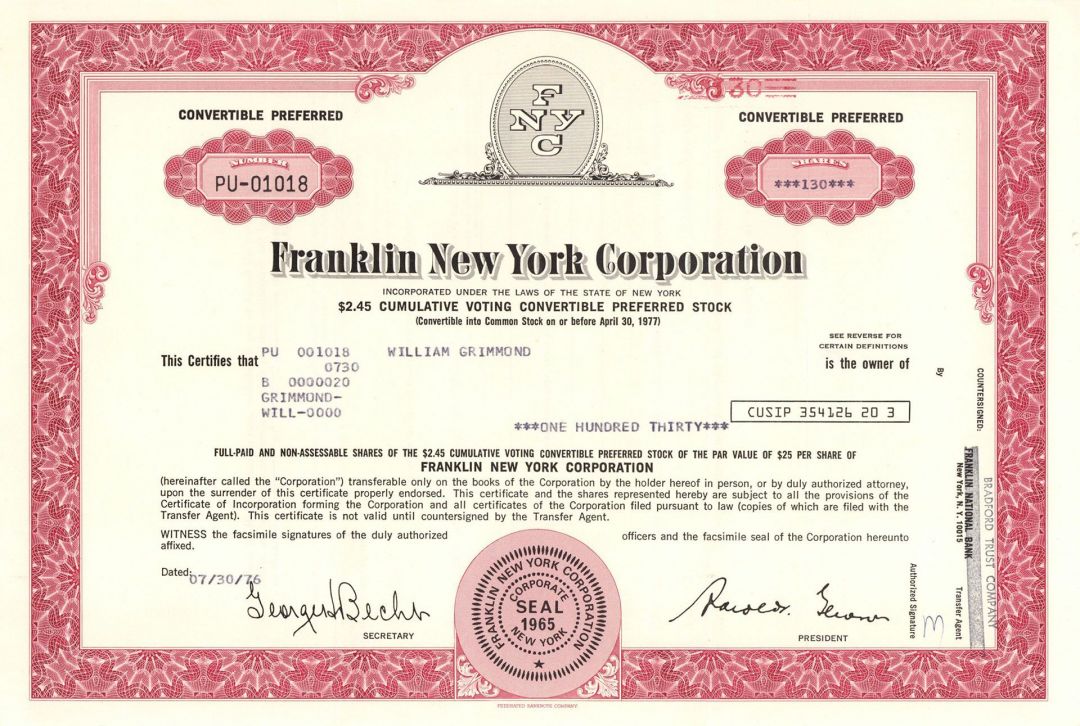 130
CONVERTIBLE PREFERRED
CONVERTIBLE PREFERRED
FNYC
NUMBER
PU-01018
SHARES
***130***
Franklin New York Corporation
INCORPORATED UNDER THE LAWS OF THE STATE OF NEW YORK
$2.45 CUMULATIVE VOTING CONVERTIBLE PREFERRED STOCK
(Convertible into Common Stock on or before April 30, 1977)
SEE REVERSE FOR
CERTAIN DEFINITIONS
This Certifies that PU 001018 WILLIAM GRIMMOND is the owner of
0730
B 0000020
GRIMMOND-
WILL-0000
CUSIP 354126 20 3
***ONE HUNDRED THIRTY***
FULL-PAID AND NON-ASSESSABLE SHARES OF THE $2.45 CUMULATIVE VOTING CONVERTIBLE PREFERRED STOCK OF THE PAR VALUE OF $25 PER SHARE OF
FRANKLIN NEW YORK CORPORATION
(hereinafter called the “Corporation”) transferable only on the books of the Corporation by the holder hereof in person, or by duly authorized attorney,
upon the surrender of this certificate properly endorsed. This certificate and the shares represented hereby are subject to all the provisions of the
Certificate of Incorporation forming the Corporation and all certificates of the Corporation filed pursuant to law (copies of which are filed with the
Transfer Agent). This certificate is not valid until countersigned by the Transfer Agent.
WITNESS the facsimile signatures of the duly authorized officers and the facsimile seal of the Corporation hereunto
affixed.
Dated: 07/30/76
SECRETARY
PRESIDENT
FRANKLIN NEW YORK CORPORATION
CORPORATE
SEAL
1965
NEW YORK
COUNTERSIGNED:
FRANKLIN NATIONAL BANK
New York, N. Y. 10015
Transfer Agent
BRADFORD TRUST COMPANY
By
Authorized Signature
FEDERATED BANKNOTE COMPANY